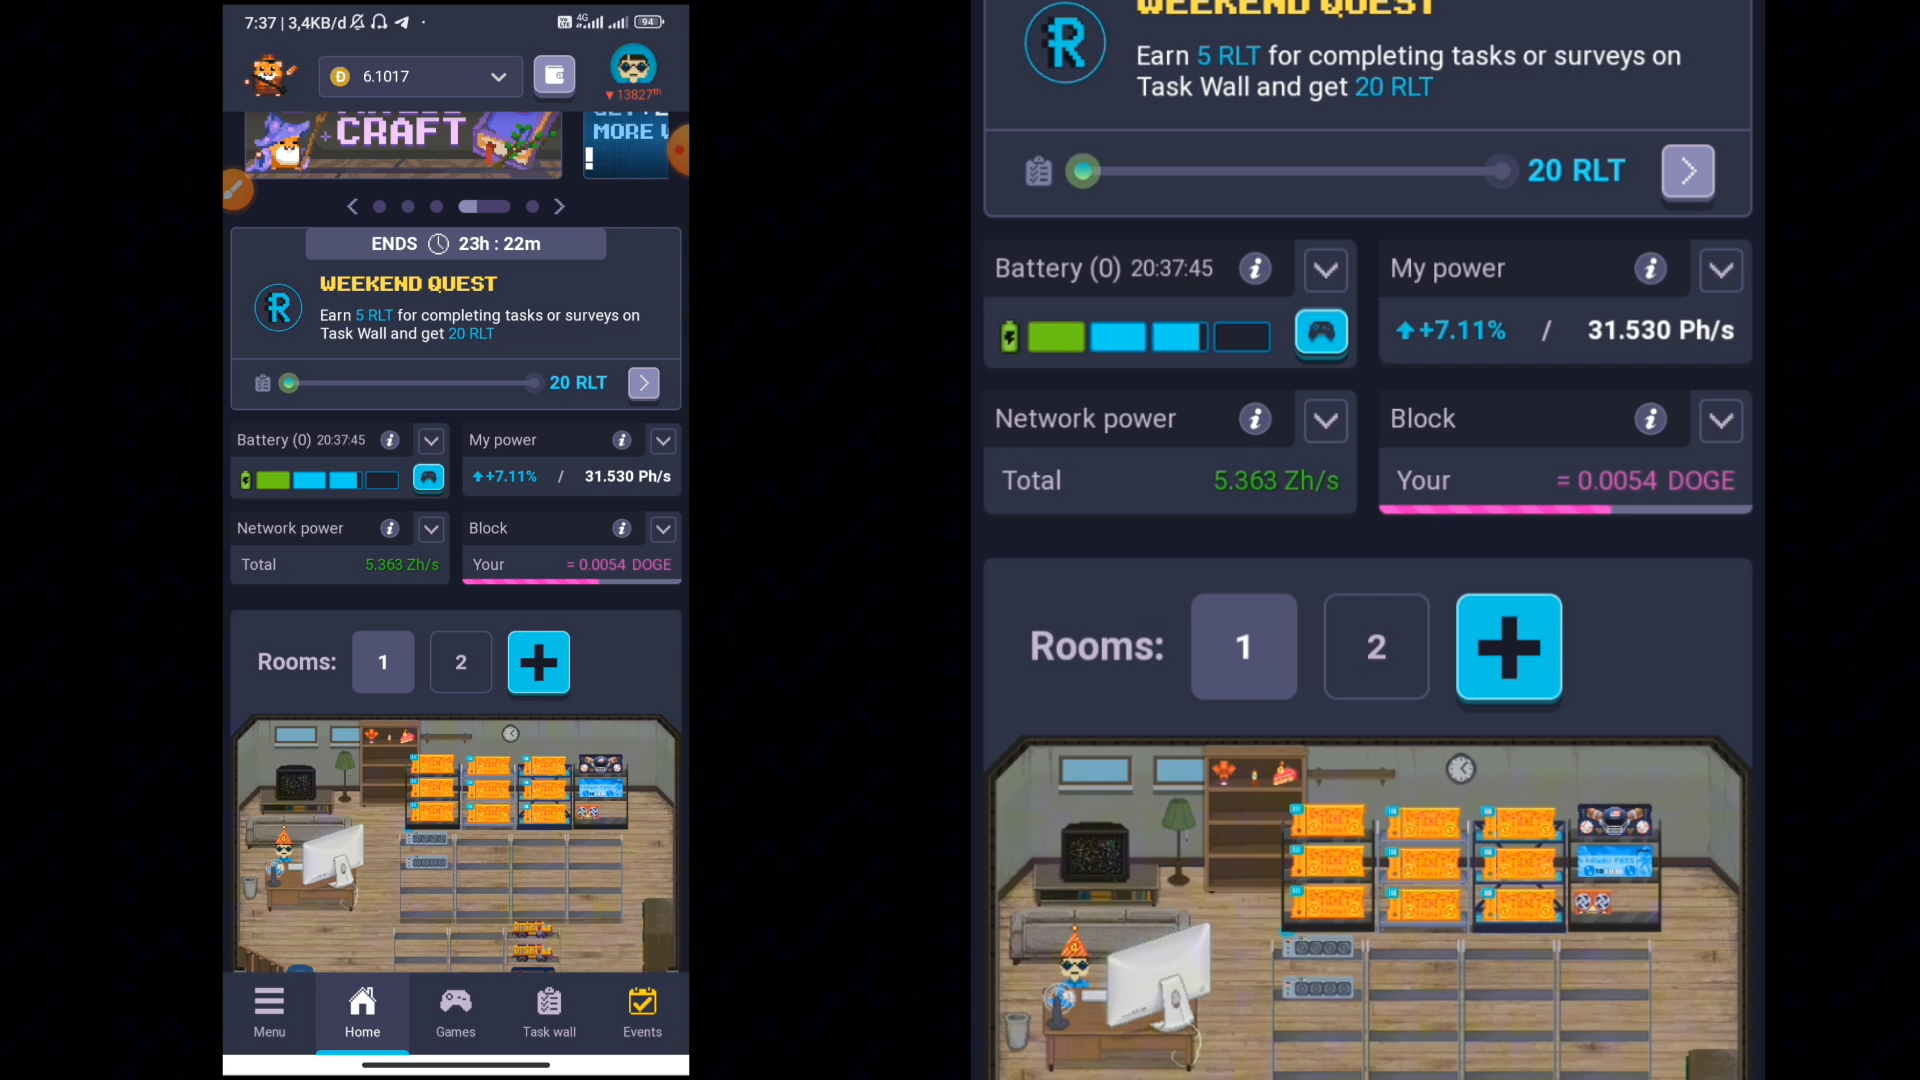 7:37 | 3,4KB/d
4G
94
6.1017
13827th
CRAFT
MORE
ENDS 23h : 22m
WEEKEND QUEST
Earn 5 RLT for completing tasks or surveys on
Task Wall and get 20 RLT
20 RLT
Battery (0) 20:37:45
My power
+7.11% / 31.530 Ph/s
Network power
Block
Total 5.363 Zh/s
Your = 0.0054 DOGE
Rooms: 1 2
Menu
Home
Games
Task wall
Events
WEEKEND QUEST
Earn 5 RLT for completing tasks or surveys on
Task Wall and get 20 RLT
20 RLT
Battery (0) 20:37:45
My power
+7.11% / 31.530 Ph/s
Network power
Block
Total 5.363 Zh/s
Your = 0.0054 DOGE
Rooms: 1 2